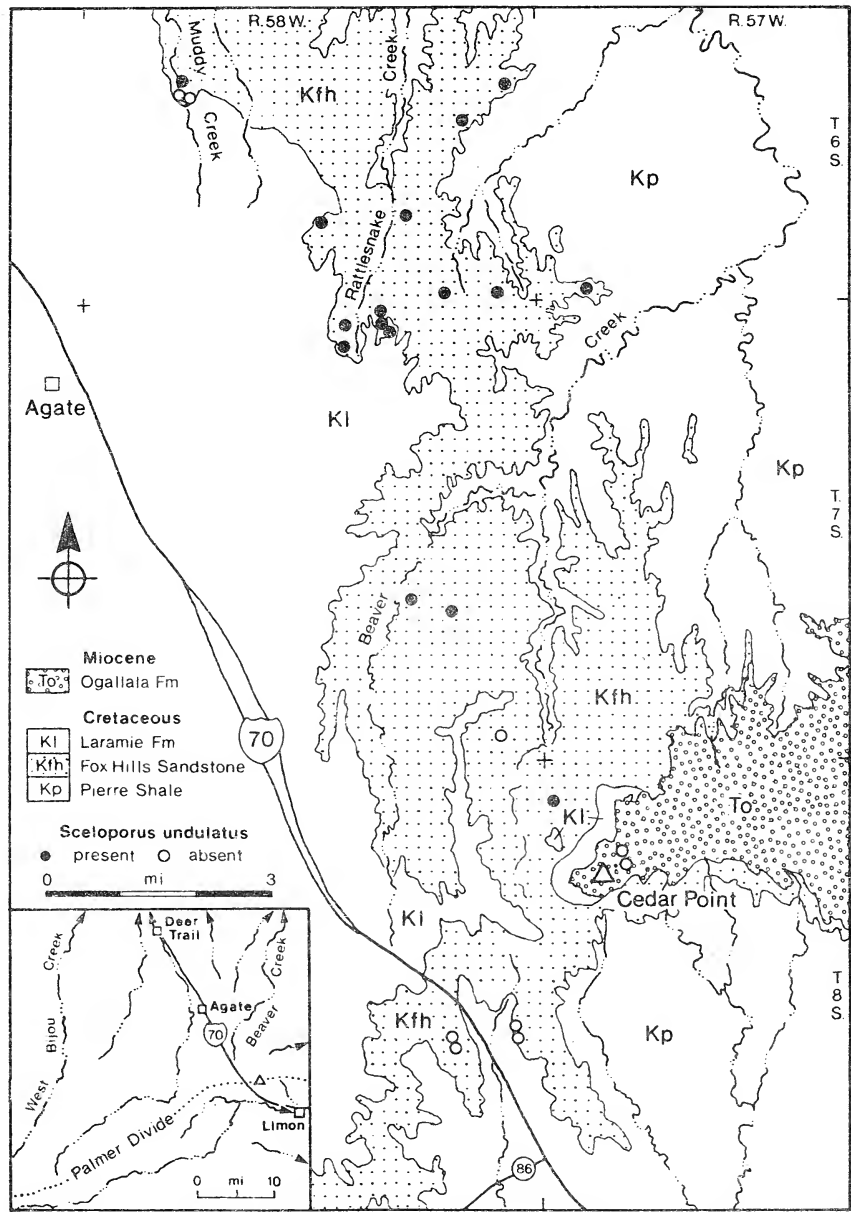 R.58W.
R.57W.
Muddy
Creek
Creek
Kfh
T
6
S.
Kp
Rattlesnake
Creek
Agate
Kl
Kp
T.
7
S.
Beaver
Miocene
To Ogallala Fm
Cretaceous
Kl Laramie Fm
Kfh Fox Hills Sandstone
Kp Pierre Shale
Sceloporus undulatus
present absent
0 mi 3
70
Kfh
Kl
To
Cedar Point
Kl
T
8
S.
Kfh
Kp
86
Deer
Trail
Creek
Creek
Agate
70
Beaver
Bijou
West
Limon
Palmer Divide
0 mi 10